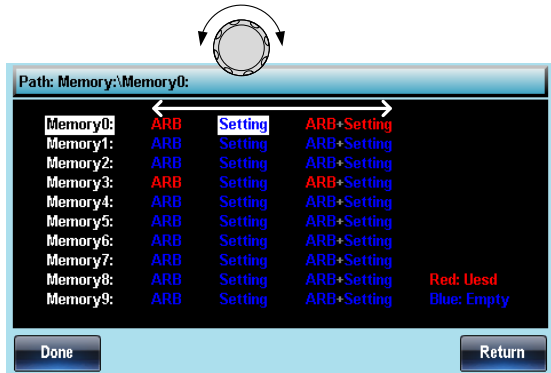 Path: Memory:\Memory0:
Memory0: ARB Setting ARB+Setting
Memory1: ARB Setting ARB+Setting
Memory2: ARB Setting ARB+Setting
Memory3: ARB Setting ARB+Setting
Memory4: ARB Setting ARB+Setting
Memory5: ARB Setting ARB+Setting
Memory6: ARB Setting ARB+Setting
Memory7: ARB Setting ARB+Setting
Memory8: ARB Setting ARB+Setting Red: Uesd
Memory9: ARB Setting ARB+Setting Blue: Empty
Done Return